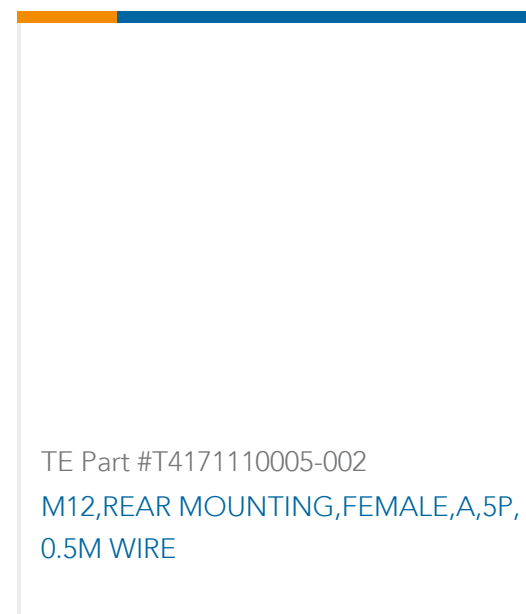 TE Part #T4171110005-002
M12,REAR MOUNTING,FEMALE,A,5P,
0.5M WIRE